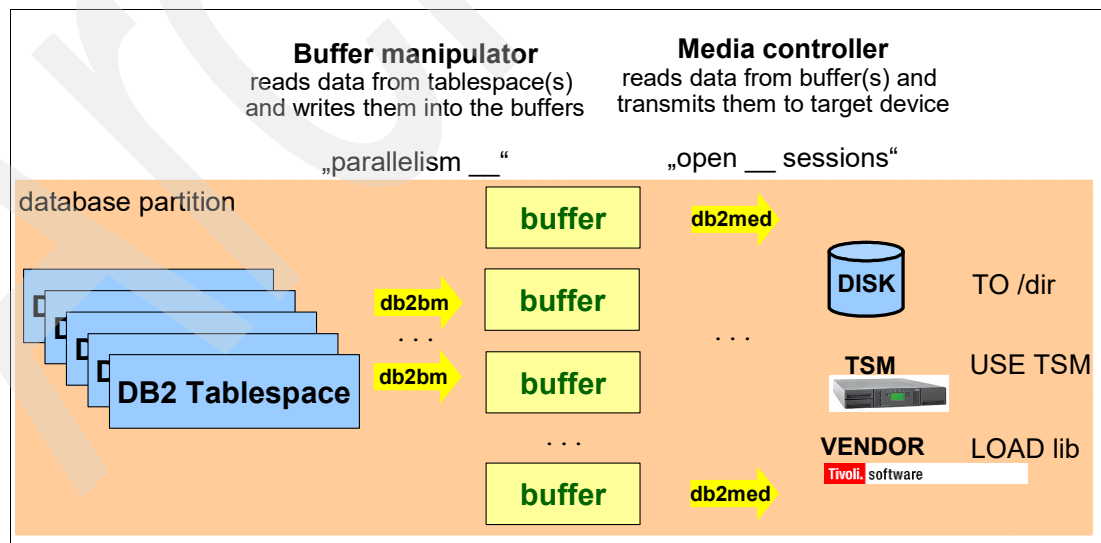 Buffer manipulator
reads data from tablespace(s)
and writes them into the buffers
Media controller
reads data from buffer(s) and
transmits them to target device
„parallelism __“
„open __ sessions“
database partition
buffer
db2med
D
D
D
D
DB2 Tablespace
db2bm
. . .
db2bm
buffer
buffer
. . .
buffer
. . .
db2med
DISK
TO /dir
TSM
USE TSM
VENDOR
LOAD lib
Tivoli. software